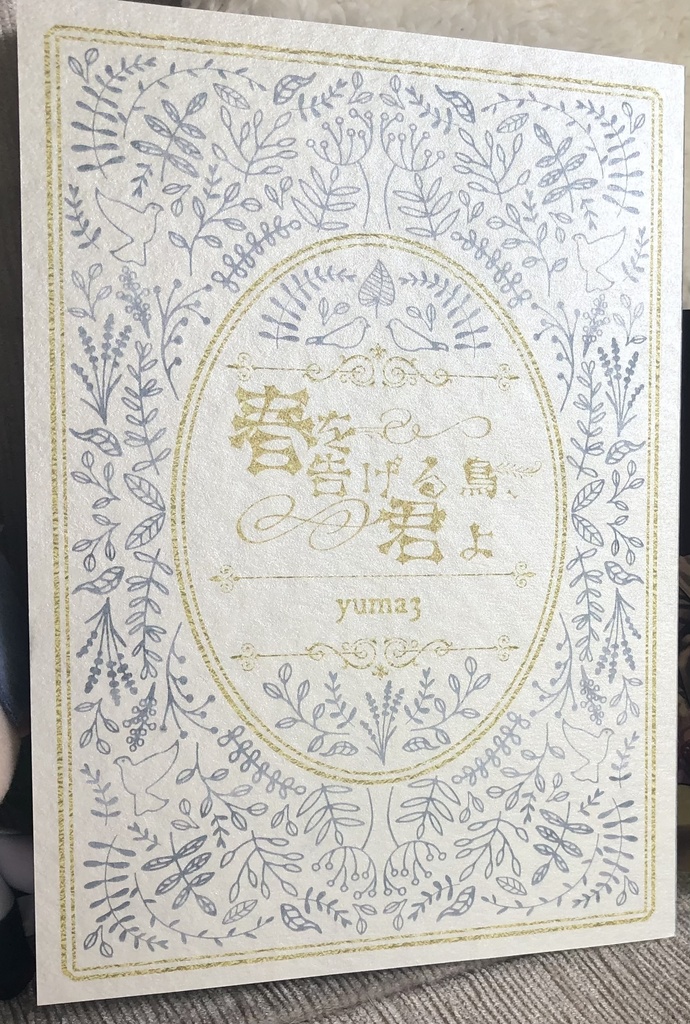 春を
告げる鳥、
君よ
yuma3